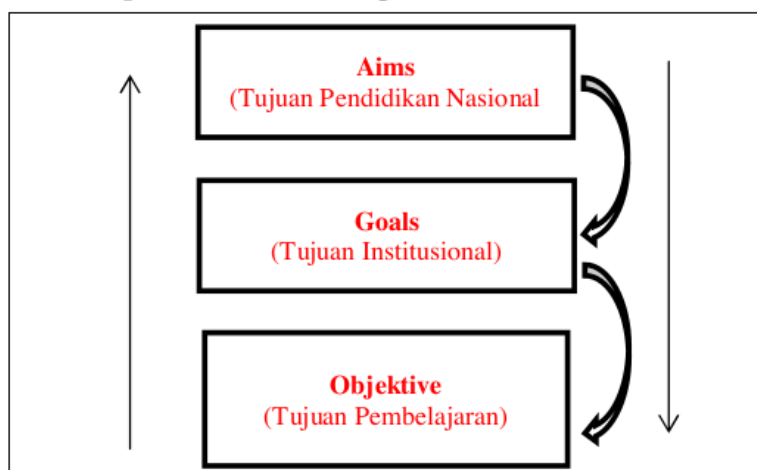 Aims
(Tujuan Pendidikan Nasional
Goals
(Tujuan Institusional)
Objektive
(Tujuan Pembelajaran)